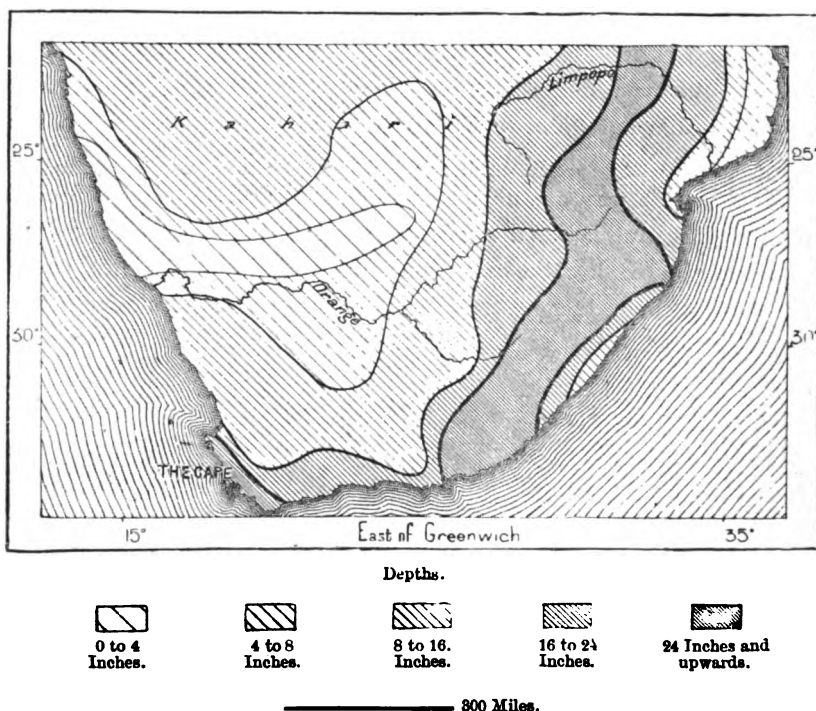 Limpopo
K a h a r i
25° 25°
Orange
30° 30°
THE CAPE
15° East of Greenwich 35°
Depths.
0 to 4 Inches.
4 to 8 Inches.
8 to 16. Inches.
16 to 24 Inches.
24 Inches and upwards.
300 Miles.